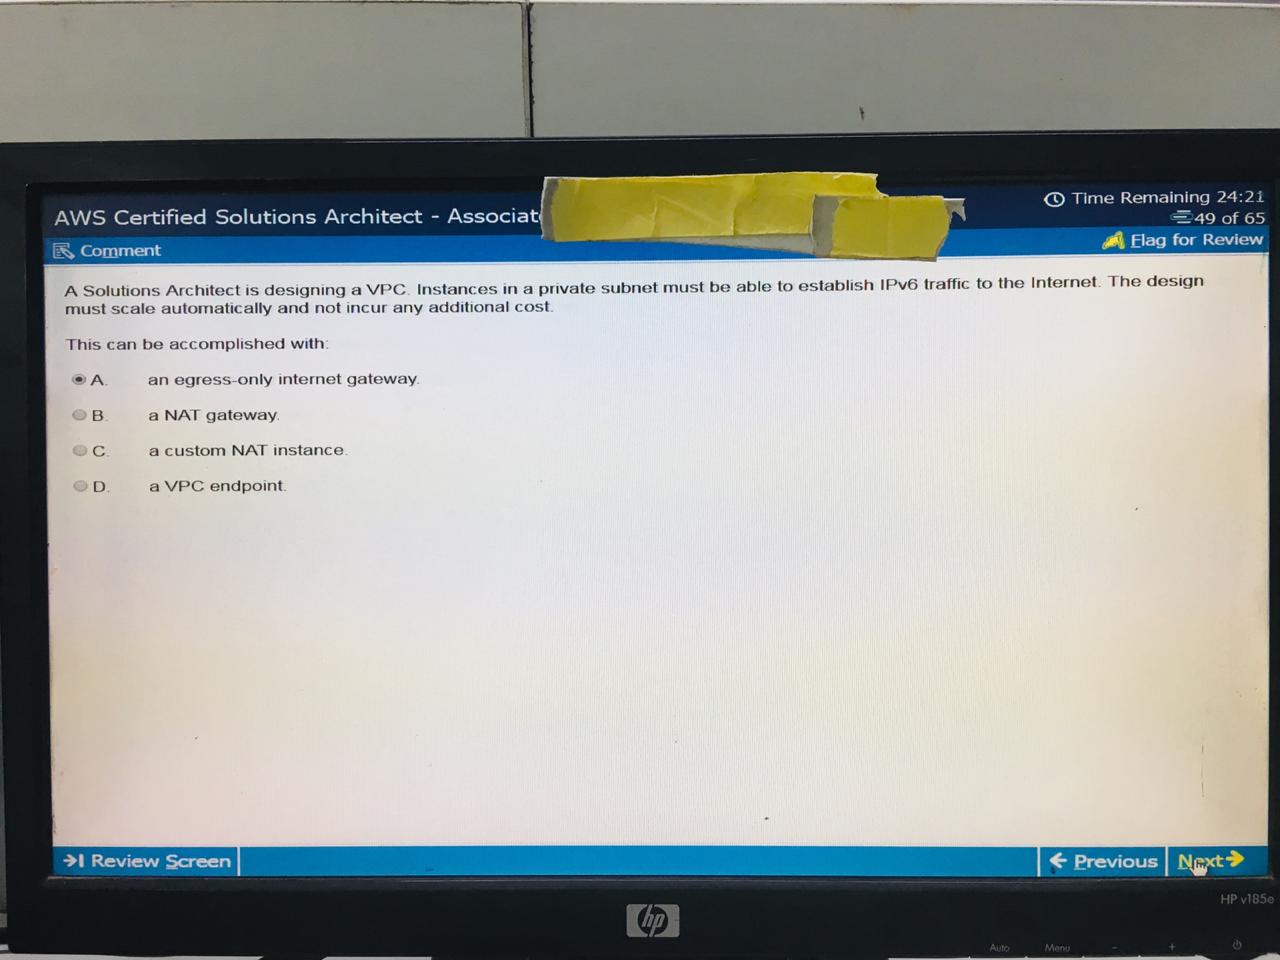 AWS Certified Solutions Architect - Associat
Time Remaining 24:21
49 of 65
Comment
Flag for Review
A Solutions Architect is designing a VPC. Instances in a private subnet must be able to establish IPv6 traffic to the Internet. The design
must scale automatically and not incur any additional cost.
This can be accomplished with:
A. an egress-only internet gateway.
B. a NAT gateway.
C. a custom NAT instance.
D. a VPC endpoint.
Review Screen
Previous
Next
HP v185e
hp
Auto Menu - +